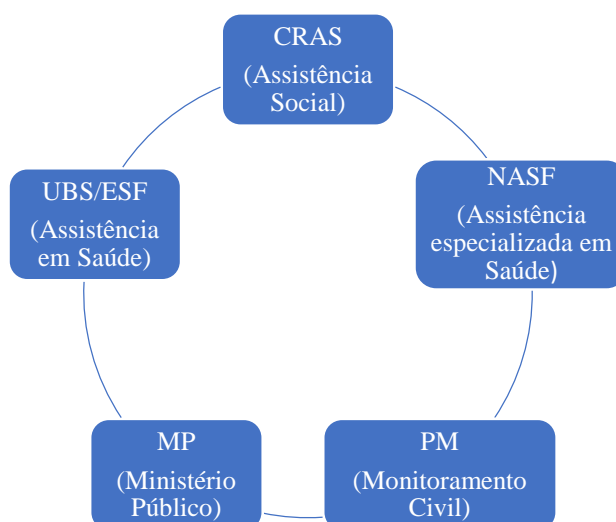 CRAS
(Assistência
Social)
UBS/ESF
(Assistência
em Saúde)
NASF
(Assistência
especializada em
Saúde)
MP
(Ministério
Público)
PM
(Monitoramento
Civil)